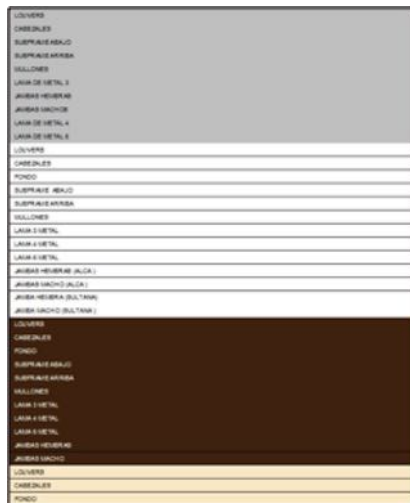 LOUVERS
CABEZALES
SUBFRAME ABAJO
SUBFRAME ARRIBA
MULLONES
LAMA DE METAL 3
JAMBAS HEMBRAS
JAMBAS MACHOS
LAMA DE METAL 4
LAMA DE METAL 6
LOUVERS
CABEZALES
FONDO
SUBFRAME ABAJO
SUBFRAME ARRIBA
MULLONES
LAMA 3 METAL
LAMA 4 METAL
LAMA 6 METAL
JAMBAS HEMBRAS (ALCA )
JAMBAS MACHO (ALCA )
JAMBA HEMBRA (SULTANA)
JAMBA MACHO (SULTANA )
LOUVERS
CABEZALES
FONDO
SUBFRAME ABAJO
SUBFRAME ARRIBA
MULLONES
LAMA 3 METAL
LAMA 4 METAL
LAMA 6 METAL
JAMBAS HEMBRAS
JAMBAS MACHO
LOUVERS
CABEZALES
FONDO